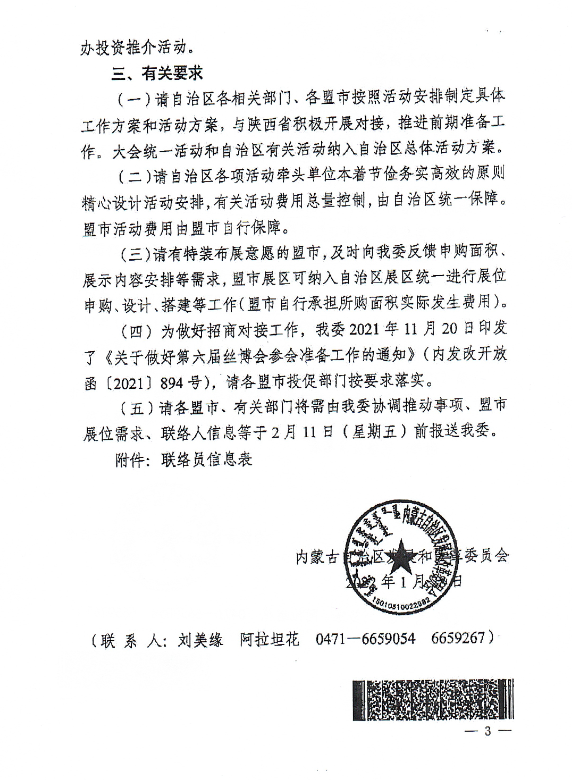 办投资推介活动。
三、有关要求
（一）请自治区各相关部门、各盟市按照活动安排制定具体
工作方案和活动方案，与陕西省积极开展对接，推进前期准备工
作。大会统一活动和自治区有关活动纳入自治区总体活动方案。
（二）请自治区各项活动牵头单位本着节俭务实高效的原则
精心设计活动安排，有关活动费用总量控制，由自治区统一保障。
盟市活动费用由盟市自行保障。
（三）请有特装布展意愿的盟市，及时向我委反馈申购面积、
展示内容安排等需求，盟市展区可纳入自治区展区统一进行展位
申购、设计、搭建等工作（盟市自行承担所购面积实际发生费用）。
（四）为做好招商对接工作，我委 2021 年 11 月 20 日印发
了《关于做好第六届丝博会参会准备工作的通知》（内发改开放
函〔2021〕894 号），请各盟市投促部门按要求落实。
（五）请各盟市、有关部门将需由我委协调推动事项、盟市
展位需求、联络人信息等于 2 月 11 日（星期五）前报送我委。
附件：联络员信息表
内蒙古自治区发展和改革委员会
年 1 月 日
（联 系 人：刘美缘 阿拉坦花 0471—6659054 6659267）
— 3 —